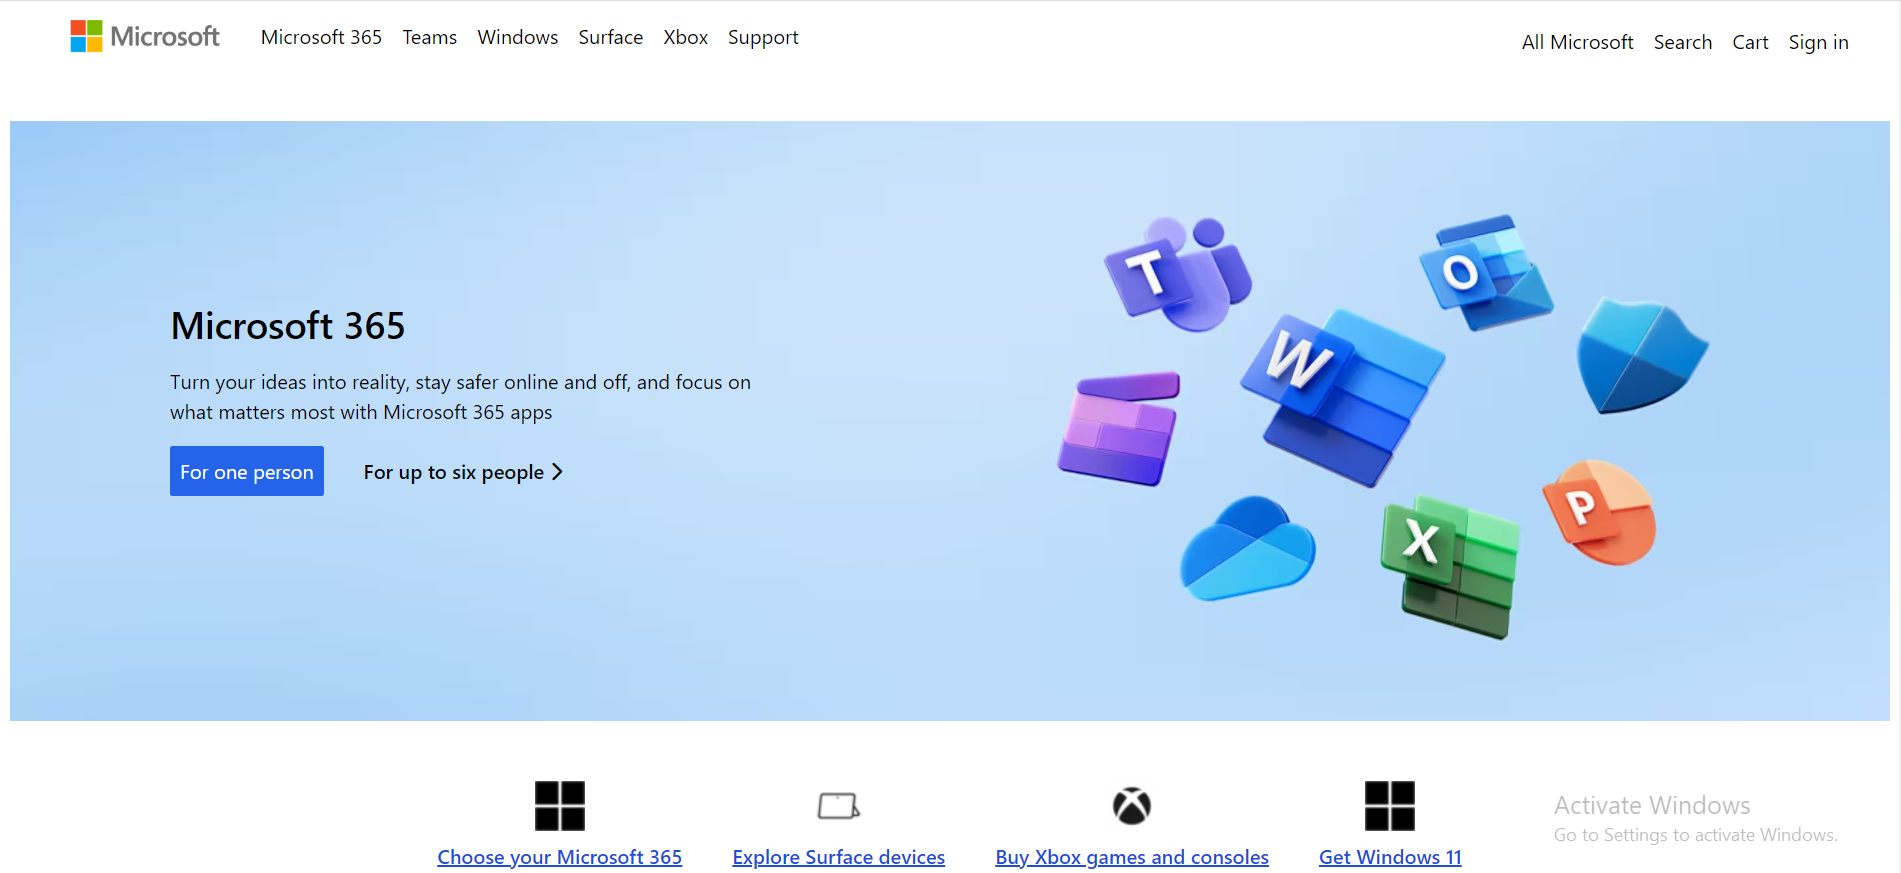 Microsoft
Microsoft 365 Teams Windows Surface Xbox Support
All Microsoft Search Cart Sign in
T
O
W
X
P
Microsoft 365
Turn your ideas into reality, stay safer online and off, and focus on
what matters most with Microsoft 365 apps
For one person
For up to six people
Choose your Microsoft 365
Explore Surface devices
Buy Xbox games and consoles
Get Windows 11
Activate Windows
Go to Settings to activate Windows.